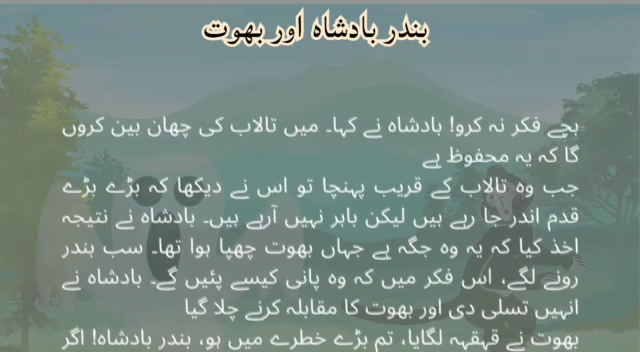 بندر بادشاہ اور بھوت
بچے فکر نہ کرو! بادشاہ نے کہا۔ میں تالاب کی چھان بین کروں
گا کہ یہ محفوظ ہے
جب وہ تالاب کے قریب پہنچا تو اس نے دیکھا کہ بڑے بڑے
قدم اندر جا رہے ہیں لیکن باہر نہیں آرہے ہیں۔ بادشاہ نے نتیجہ
اخذ کیا کہ یہ وہ جگہ ہے جہاں بھوت چھپا ہوا تھا۔ سب بندر
رونے لگے، اس فکر میں کہ وہ پانی کیسے پئیں گے۔ بادشاہ نے
انہیں تسلی دی اور بھوت کا مقابلہ کرنے چلا گیا
بھوت نے قہقہہ لگایا، تم بڑے خطرے میں ہو، بندر بادشاہ! اگر